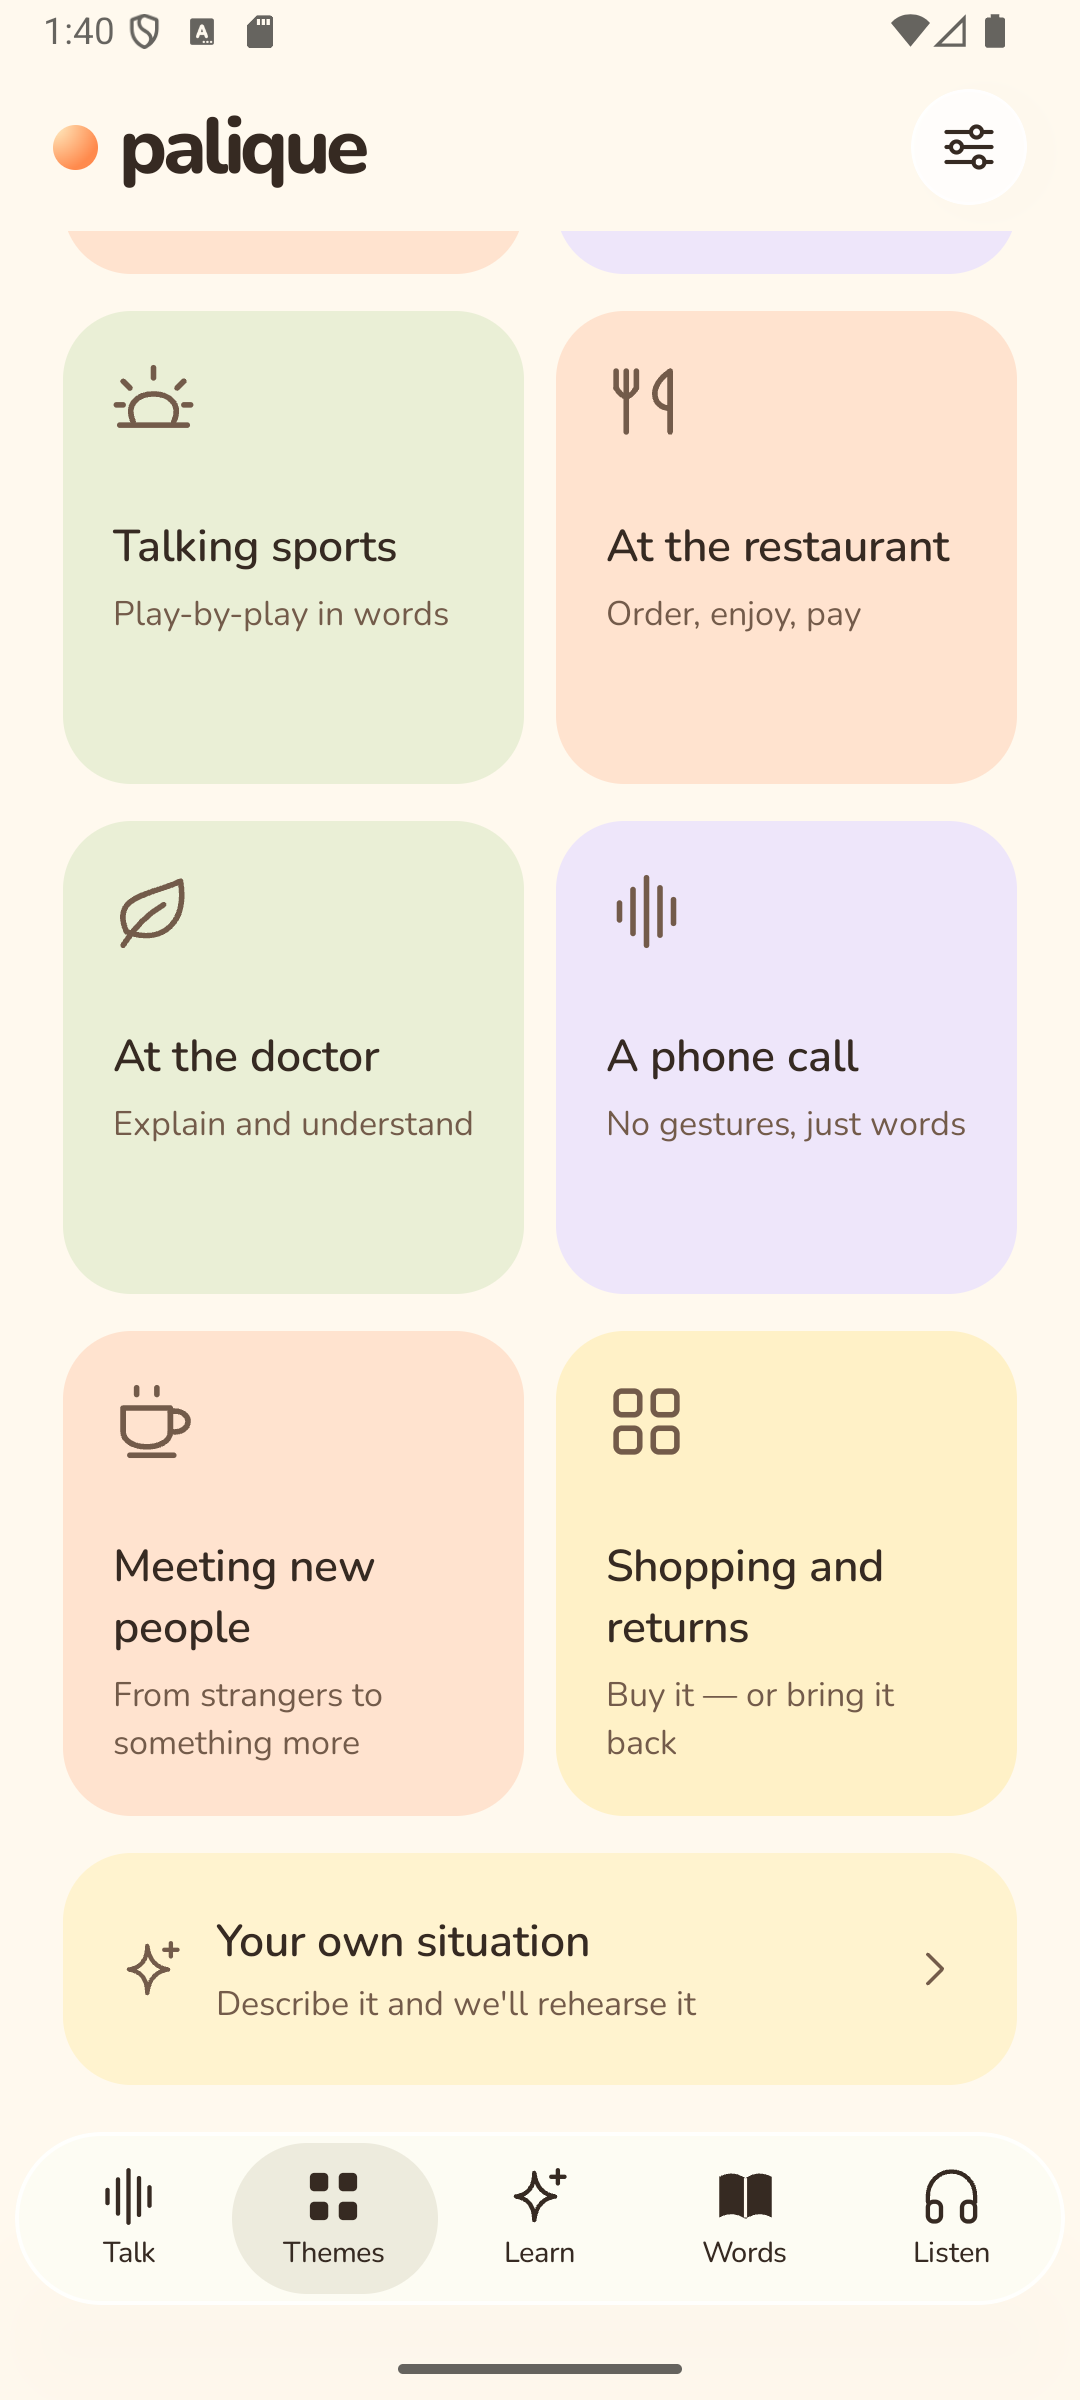 1:40
palique
Talking sports
Play-by-play in words
At the restaurant
Order, enjoy, pay
At the doctor
Explain and understand
A phone call
No gestures, just words
Meeting new
people
From strangers to
something more
Shopping and
returns
Buy it — or bring it
back
Your own situation
Describe it and we'll rehearse it
Talk
Themes
Learn
Words
Listen